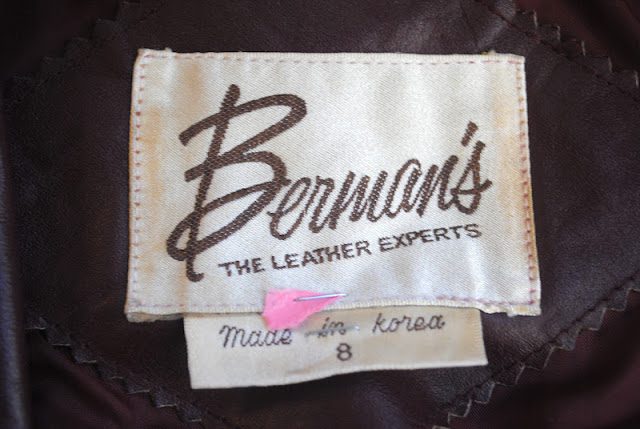 Berman's
THE LEATHER EXPERTS
Made in korea
8